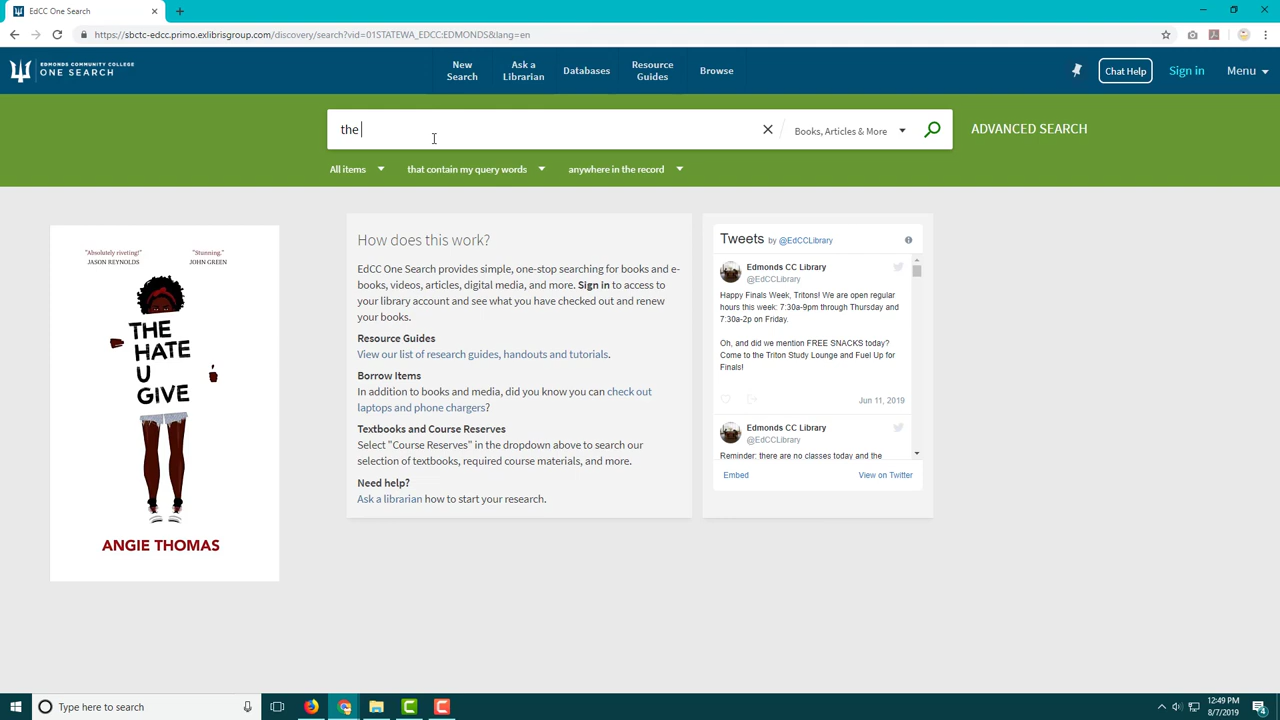 EdCC One Search
https://sbctc-edcc.primo.exlibrisgroup.com/discovery/search?vid=01STATEWA_EDCC:EDMONDS&lang=en
EDMONDS COMMUNITY COLLEGE
ONE SEARCH
New
Search
Ask a
Librarian
Databases
Resource
Guides
Browse
Chat Help
Sign in
Menu
the
Books, Articles & More
ADVANCED SEARCH
All items
that contain my query words
anywhere in the record
"Absolutely riveting!"
JASON REYNOLDS
"Stunning."
JOHN GREEN
THE
HATE
U
GIVE
ANGIE THOMAS
How does this work?
EdCC One Search provides simple, one-stop searching for books and e-
books, videos, articles, digital media, and more. Sign in to access to
your library account and see what you have checked out and renew
your books.
Resource Guides
View our list of research guides, handouts and tutorials.
Borrow Items
In addition to books and media, did you know you can check out
laptops and phone chargers?
Textbooks and Course Reserves
Select "Course Reserves" in the dropdown above to search our
selection of textbooks, required course materials, and more.
Need help?
Ask a librarian how to start your research.
Tweets by @EdCCLibrary
Edmonds CC Library
@EdCCLibrary
Happy Finals Week, Tritons! We are open regular
hours this week: 7:30a-9pm through Thursday and
7:30a-2p on Friday.
Oh, and did we mention FREE SNACKS today?
Come to the Triton Study Lounge and Fuel Up for
Finals!
Jun 11, 2019
Edmonds CC Library
@EdCCLibrary
Reminder: there are no classes today and the
Embed
View on Twitter
Type here to search
12:49 PM
8/7/2019
4